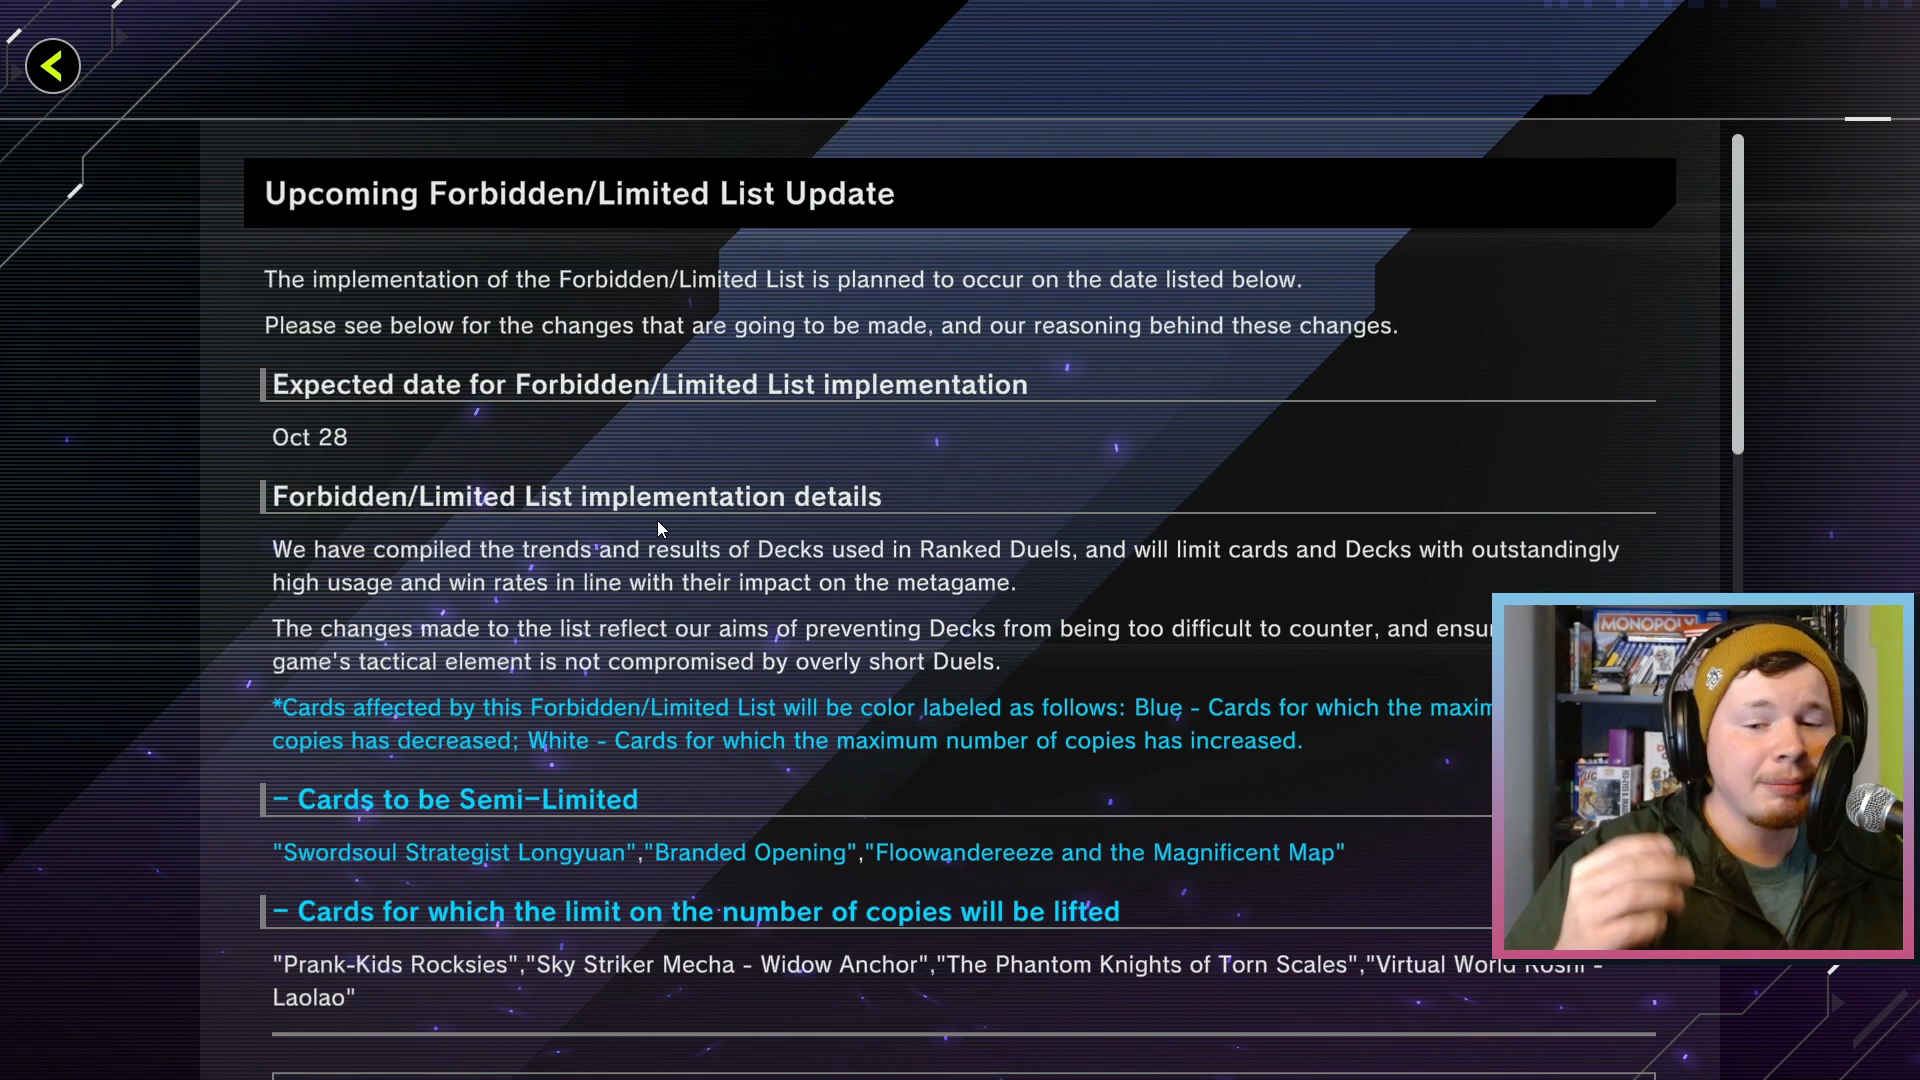 Upcoming Forbidden/Limited List Update
The implementation of the Forbidden/Limited List is planned to occur on the date listed below.
Please see below for the changes that are going to be made, and our reasoning behind these changes.
Expected date for Forbidden/Limited List implementation
Oct 28
Forbidden/Limited List implementation details
We have compiled the trends and results of Decks used in Ranked Duels, and will limit cards and Decks with outstandingly
high usage and win rates in line with their impact on the metagame.
The changes made to the list reflect our aims of preventing Decks from being too difficult to counter, and
game's tactical element is not compromised by overly short Duels.
*Cards affected by this Forbidden/Limited List will be color labeled as follows: Blue - Cards for which the
copies has decreased; White - Cards for which the maximum number of copies has increased.
- Cards to be Semi-Limited
"Swordsoul Strategist Longyuan","Branded Opening","Floowandereeze and the Magnificent Map"
- Cards for which the limit on the number of copies will be lifted
"Prank-Kids Rocksies","Sky Striker Mecha - Widow Anchor","The Phantom Knights of Torn Scales","Virtual World Roshi -
Laolao"
MONOPOLY